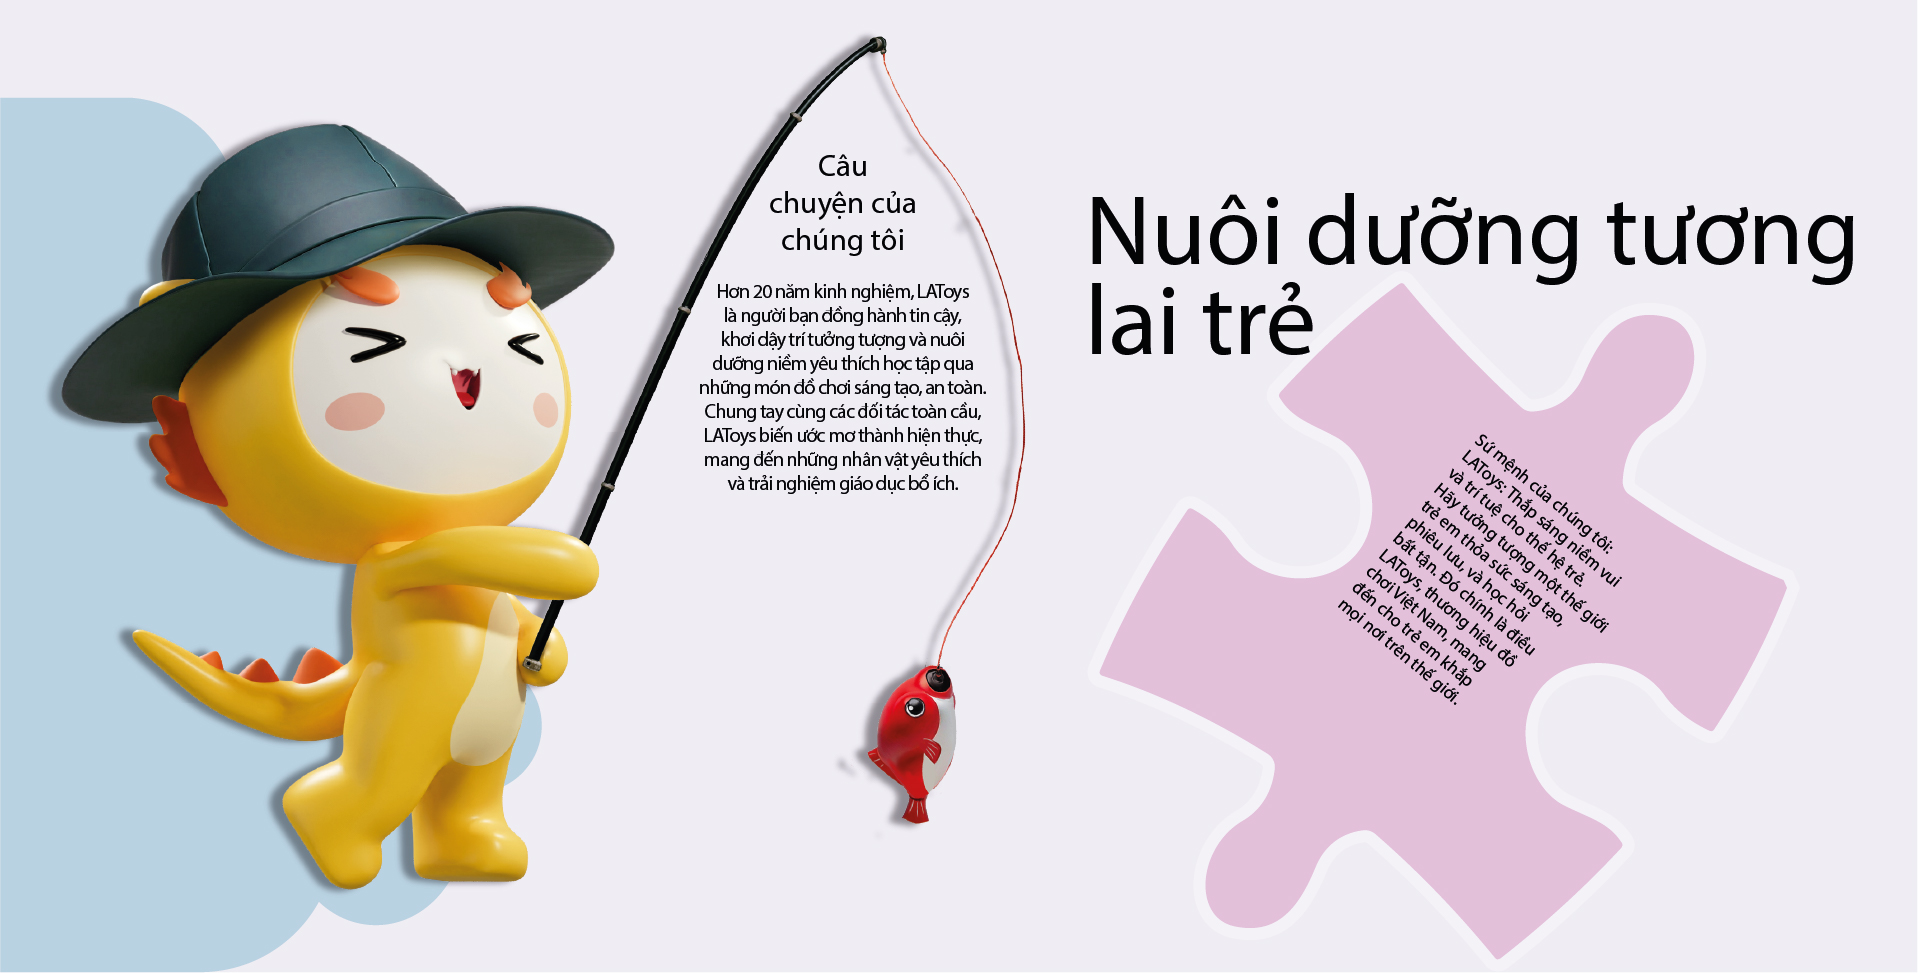 Câu
chuyện của
chúng tôi
Hơn 20 năm kinh nghiệm, LAToys
là người bạn đồng hành tin cậy,
khơi dậy trí tưởng tượng và nuôi
dưỡng niềm yêu thích học tập qua
những món đồ chơi sáng tạo, an toàn.
Chung tay cùng các đối tác toàn cầu,
LAToys biến ước mơ thành hiện thực,
mang đến những nhân vật yêu thích
và trải nghiệm giáo dục bổ ích.
Nuôi dưỡng tương
lai trẻ
Sứ mệnh của chúng tôi:
LAToys: Thắp sáng niềm vui
và trí tuệ cho thế hệ trẻ.
Hãy tưởng tượng một thế giới
trẻ em thỏa sức sáng tạo,
phiêu lưu, và học hỏi
bất tận. Đó chính là điều
LAToys, thương hiệu đồ
chơi Việt Nam, mang
đến cho trẻ em khắp
mọi nơi trên thế giới.